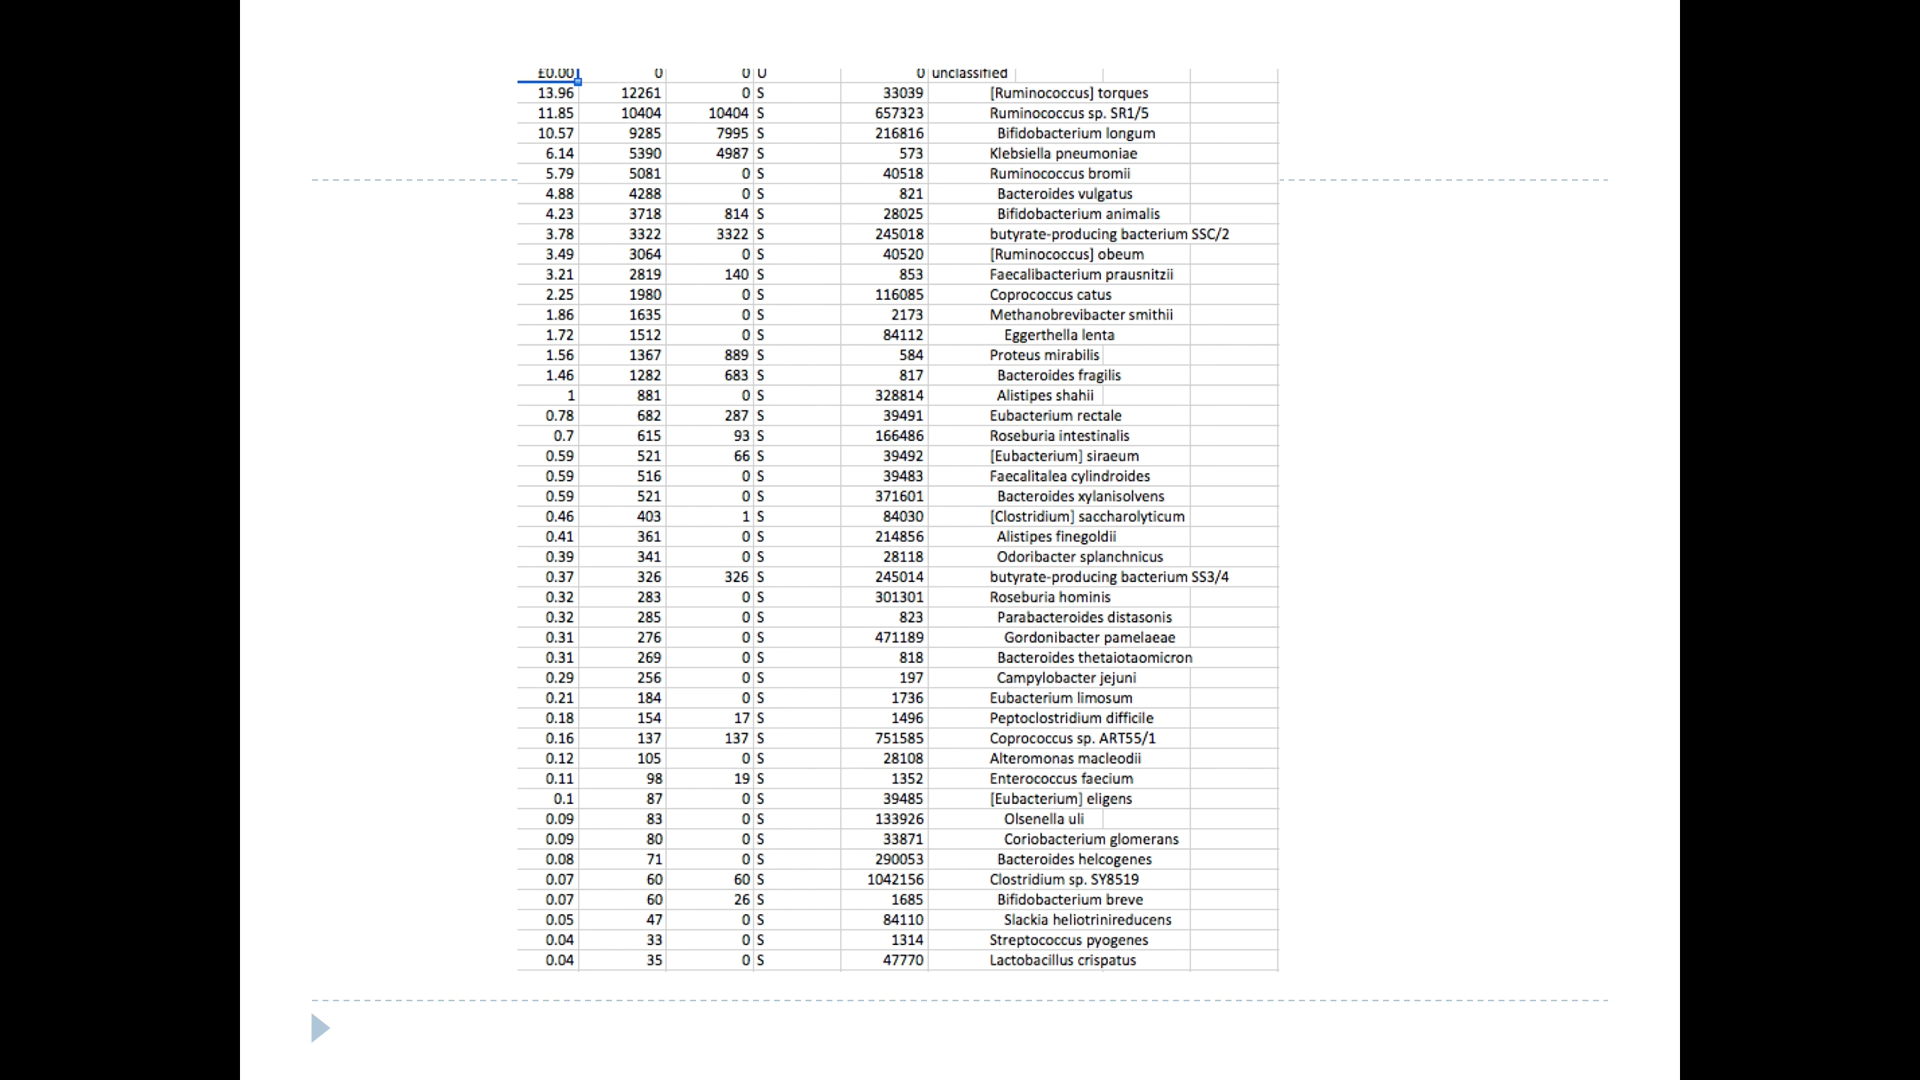 £0.00 0 0 U 0 unclassified
13.96 12261 0 S 33039 [Ruminococcus] torques
11.85 10404 10404 S 657323 Ruminococcus sp. SR1/5
10.57 9285 7995 S 216816 Bifidobacterium longum
6.14 5390 4987 S 573 Klebsiella pneumoniae
5.79 5081 0 S 40518 Ruminococcus bromii
4.88 4288 0 S 821 Bacteroides vulgatus
4.23 3718 814 S 28025 Bifidobacterium animalis
3.78 3322 3322 S 245018 butyrate-producing bacterium SSC/2
3.49 3064 0 S 40520 [Ruminococcus] obeum
3.21 2819 140 S 853 Faecalibacterium prausnitzii
2.25 1980 0 S 116085 Coprococcus catus
1.86 1635 0 S 2173 Methanobrevibacter smithii
1.72 1512 0 S 84112 Eggerthella lenta
1.56 1367 889 S 584 Proteus mirabilis
1.46 1282 683 S 817 Bacteroides fragilis
1 881 0 S 328814 Alistipes shahii
0.78 682 287 S 39491 Eubacterium rectale
0.7 615 93 S 166486 Roseburia intestinalis
0.59 521 66 S 39492 [Eubacterium] siraeum
0.59 516 0 S 39483 Faecalitalea cylindroides
0.59 521 0 S 371601 Bacteroides xylanisolvens
0.46 403 1 S 84030 [Clostridium] saccharolyticum
0.41 361 0 S 214856 Alistipes finegoldii
0.39 341 0 S 28118 Odoribacter splanchnicus
0.37 326 326 S 245014 butyrate-producing bacterium SS3/4
0.32 283 0 S 301301 Roseburia hominis
0.32 285 0 S 823 Parabacteroides distasonis
0.31 276 0 S 471189 Gordonibacter pamelaeae
0.31 269 0 S 818 Bacteroides thetaiotaomicron
0.29 256 0 S 197 Campylobacter jejuni
0.21 184 0 S 1736 Eubacterium limosum
0.18 154 17 S 1496 Peptoclostridium difficile
0.16 137 137 S 751585 Coprococcus sp. ART55/1
0.12 105 0 S 28108 Alteromonas macleodii
0.11 98 19 S 1352 Enterococcus faecium
0.1 87 0 S 39485 [Eubacterium] eligens
0.09 83 0 S 133926 Olsenella uli
0.09 80 0 S 33871 Coriobacterium glomerans
0.08 71 0 S 290053 Bacteroides helcogenes
0.07 60 60 S 1042156 Clostridium sp. SY8519
0.07 60 26 S 1685 Bifidobacterium breve
0.05 47 0 S 84110 Slackia heliotrinireducens
0.04 33 0 S 1314 Streptococcus pyogenes
0.04 35 0 S 47770 Lactobacillus crispatus